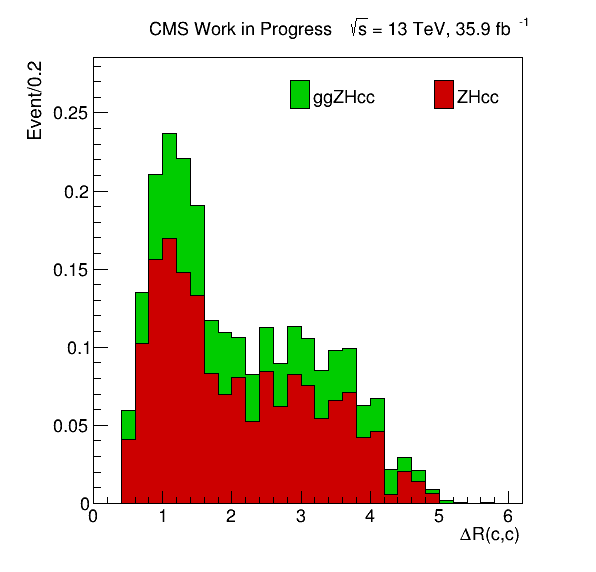 CMS Work in Progress √s = 13 TeV, 35.9 fb⁻¹
Event/0.2
ggZHcc ZHcc
0.25
0.2
0.15
0.1
0.05
0
0 1 2 3 4 5 6
ΔR(c,c)